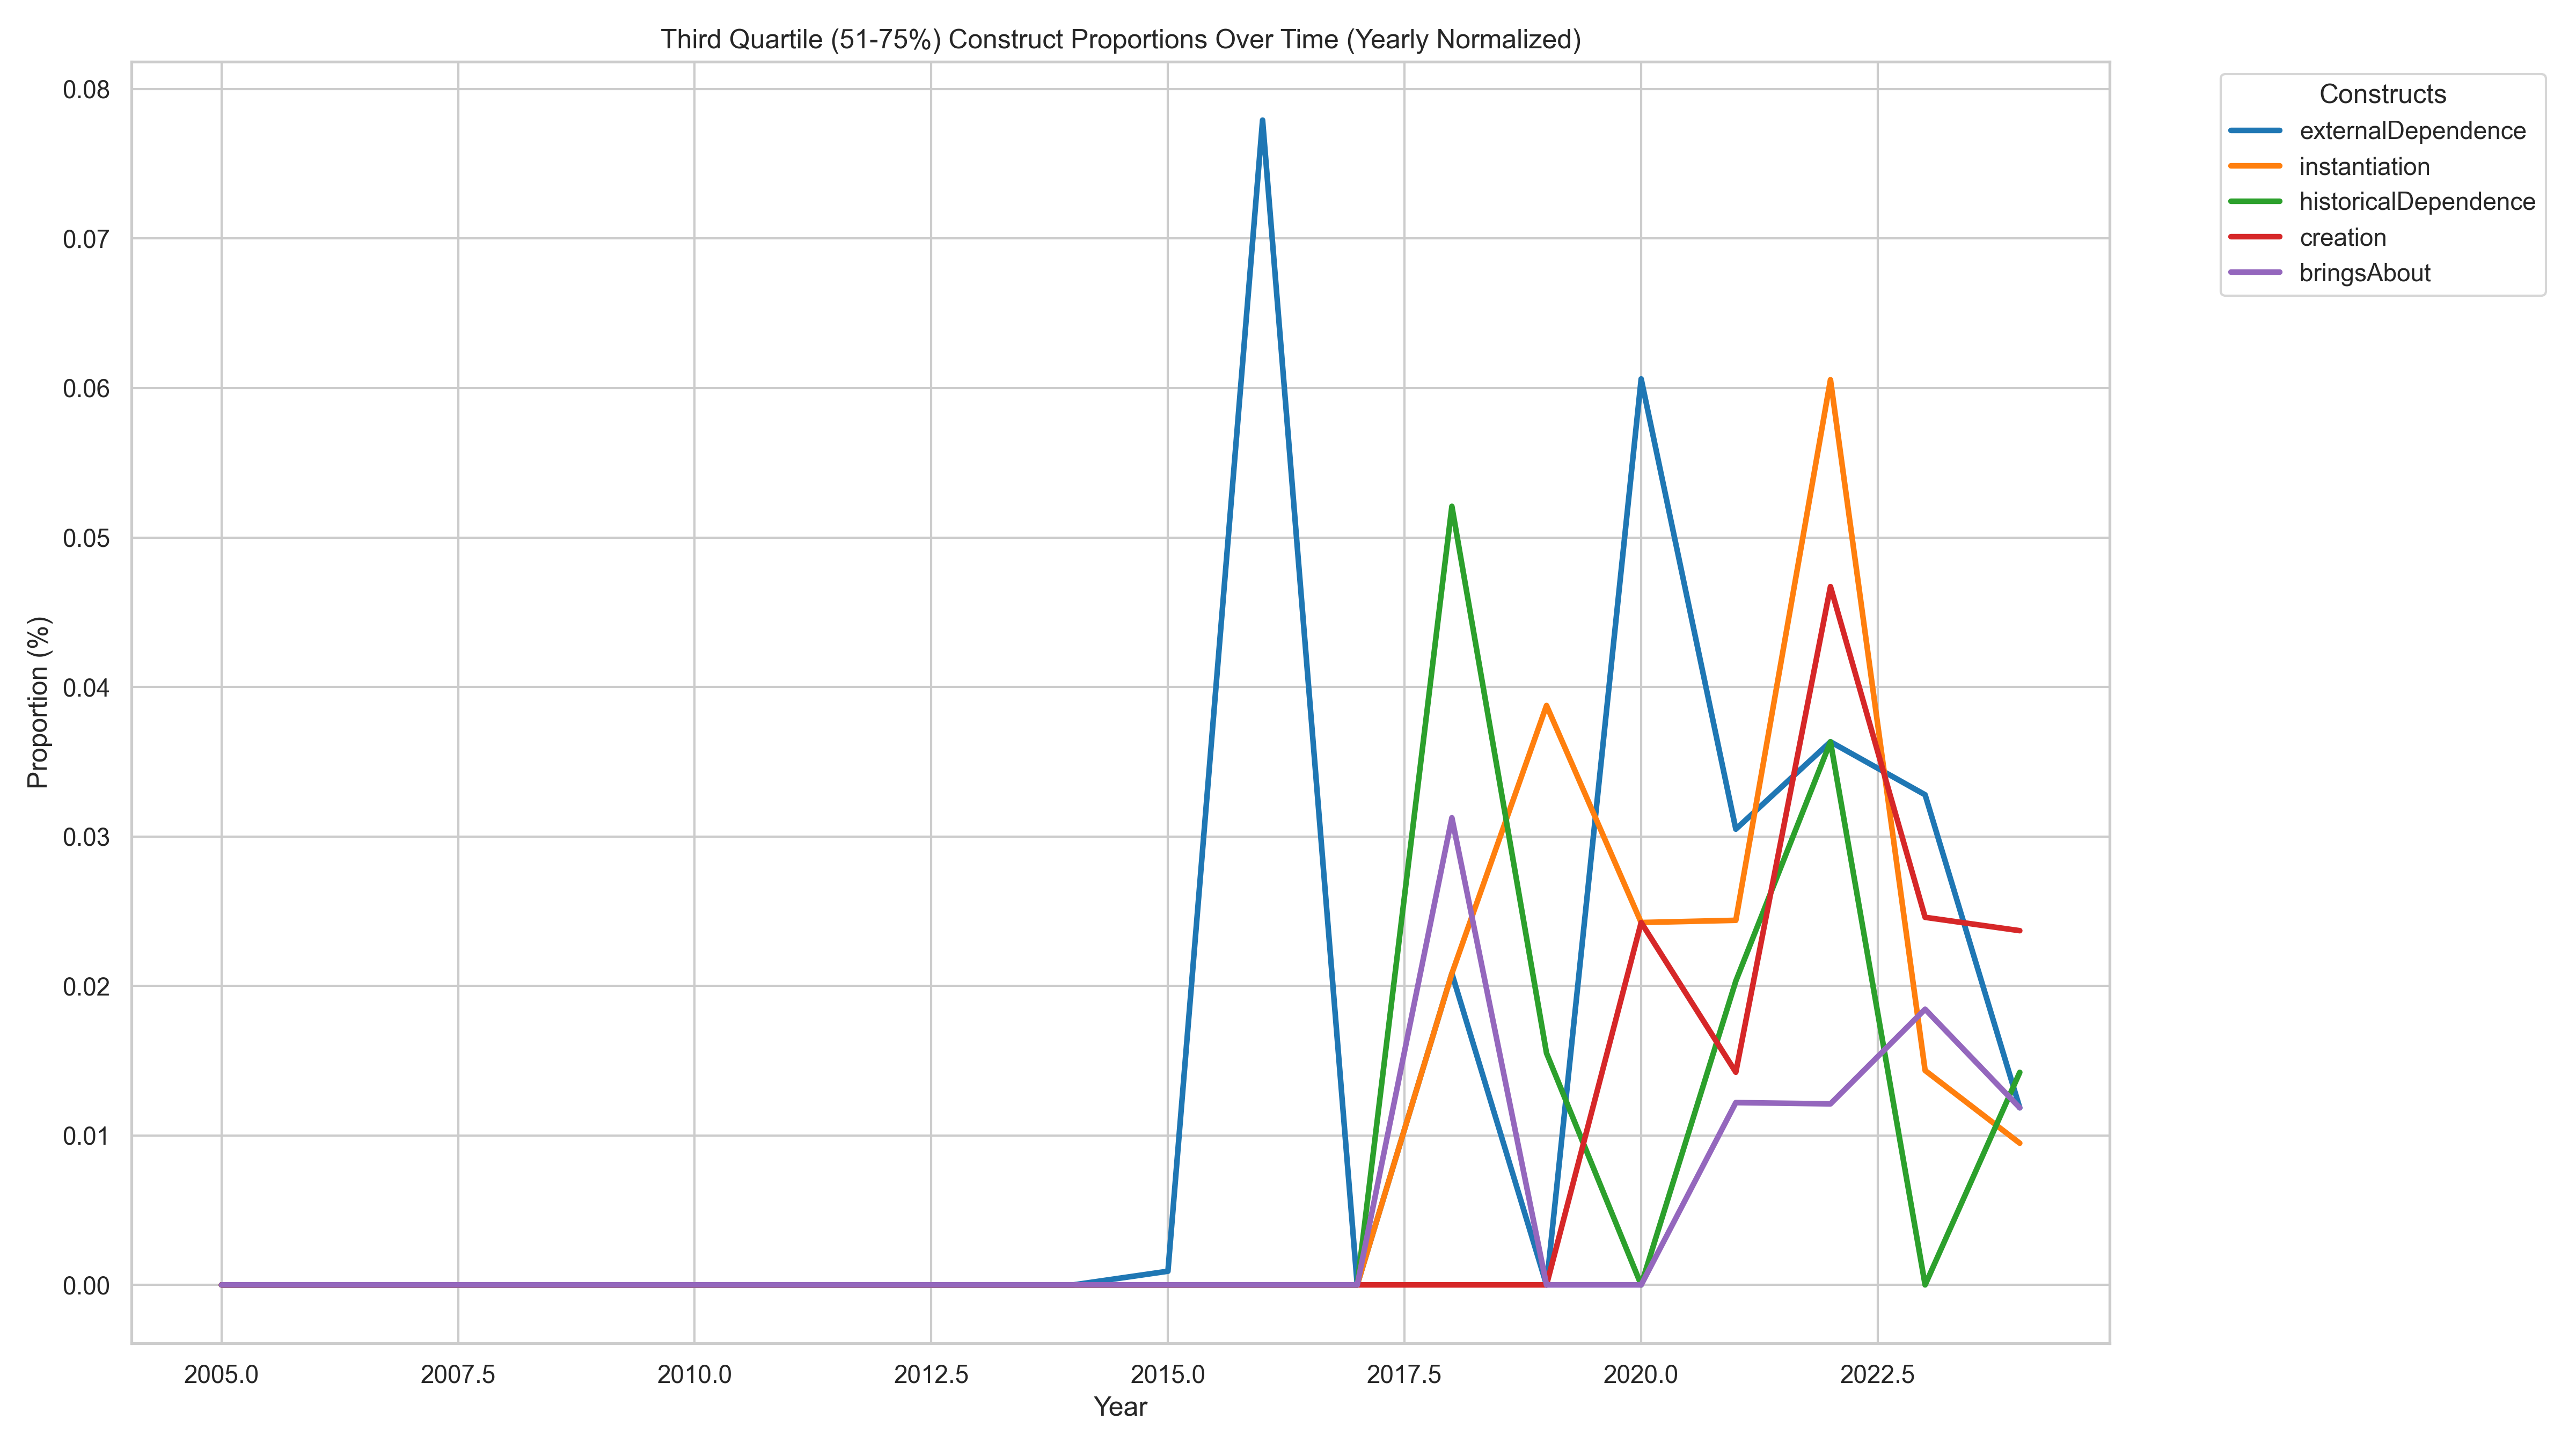 Third Quartile (51-75%) Construct Proportions Over Time (Yearly Normalized)
Constructs
externalDependence
instantiation
historicalDependence
creation
bringsAbout
Proportion (%)
0.08
0.07
0.06
0.05
0.04
0.03
0.02
0.01
0.00
2005.0 2007.5 2010.0 2012.5 2015.0 2017.5 2020.0 2022.5
Year